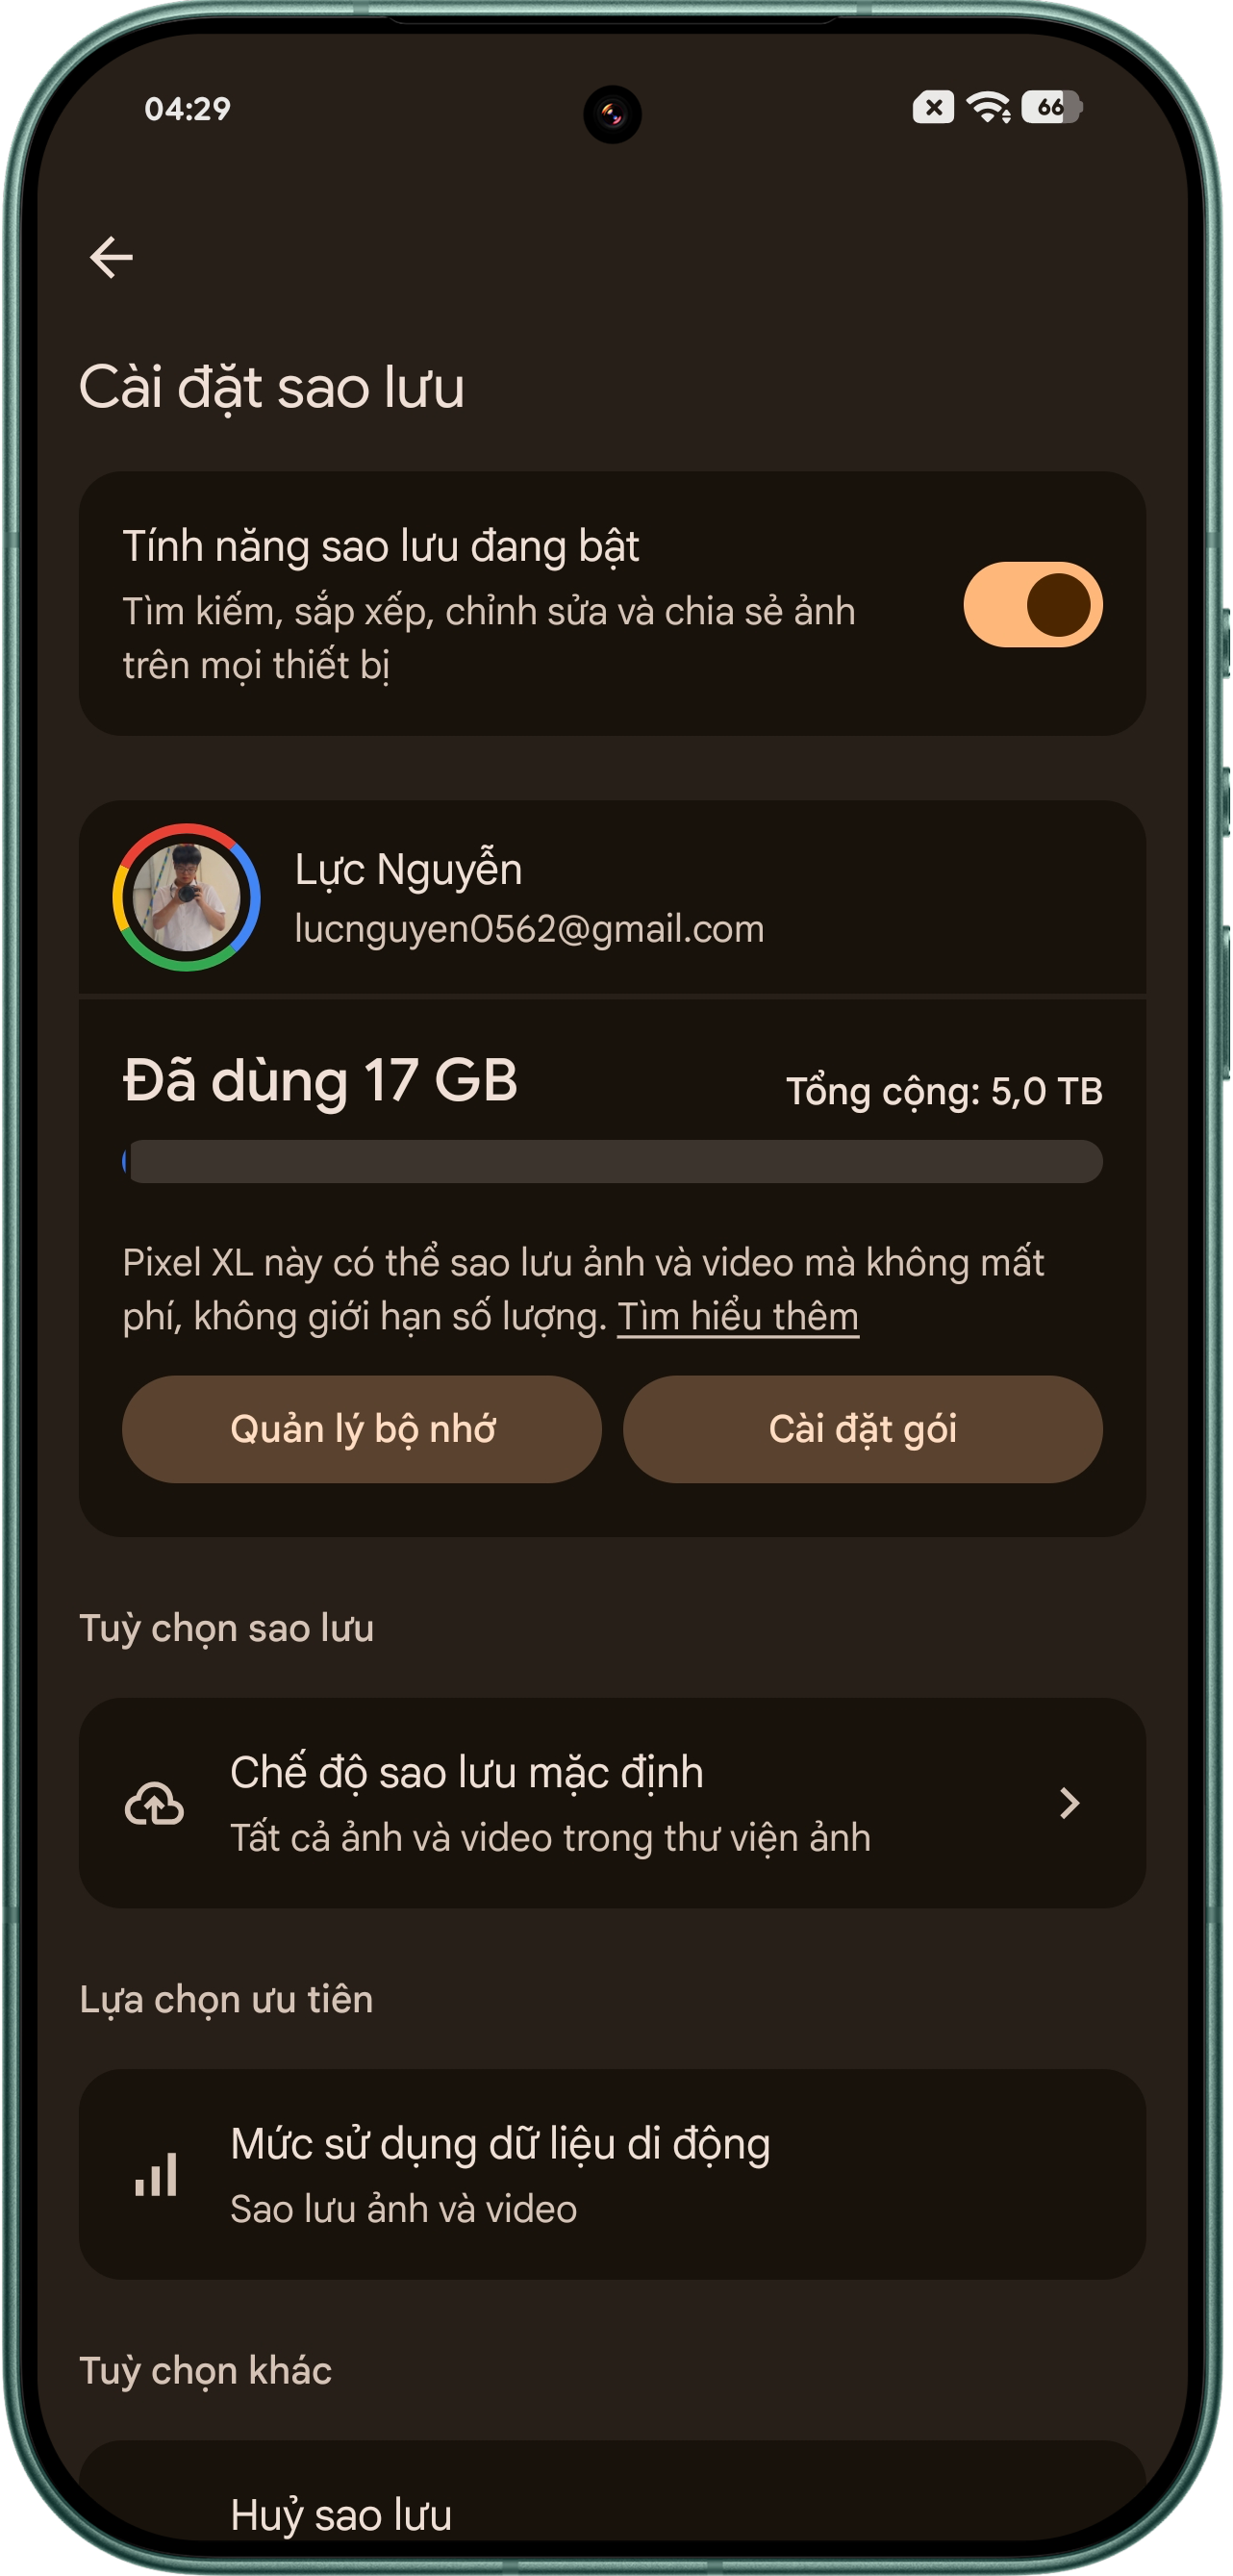 04:29
66
Cài đặt sao lưu
Tính năng sao lưu đang bật
Tìm kiếm, sắp xếp, chỉnh sửa và chia sẻ ảnh
trên mọi thiết bị
Lực Nguyễn
lucnguyen0562@gmail.com
Đã dùng 17 GB
Tổng cộng: 5,0 TB
Pixel XL này có thể sao lưu ảnh và video mà không mất
phí, không giới hạn số lượng. Tìm hiểu thêm
Quản lý bộ nhớ
Cài đặt gói
Tuỳ chọn sao lưu
Chế độ sao lưu mặc định
Tất cả ảnh và video trong thư viện ảnh
Lựa chọn ưu tiên
Mức sử dụng dữ liệu di động
Sao lưu ảnh và video
Tuỳ chọn khác
Huỷ sao lưu